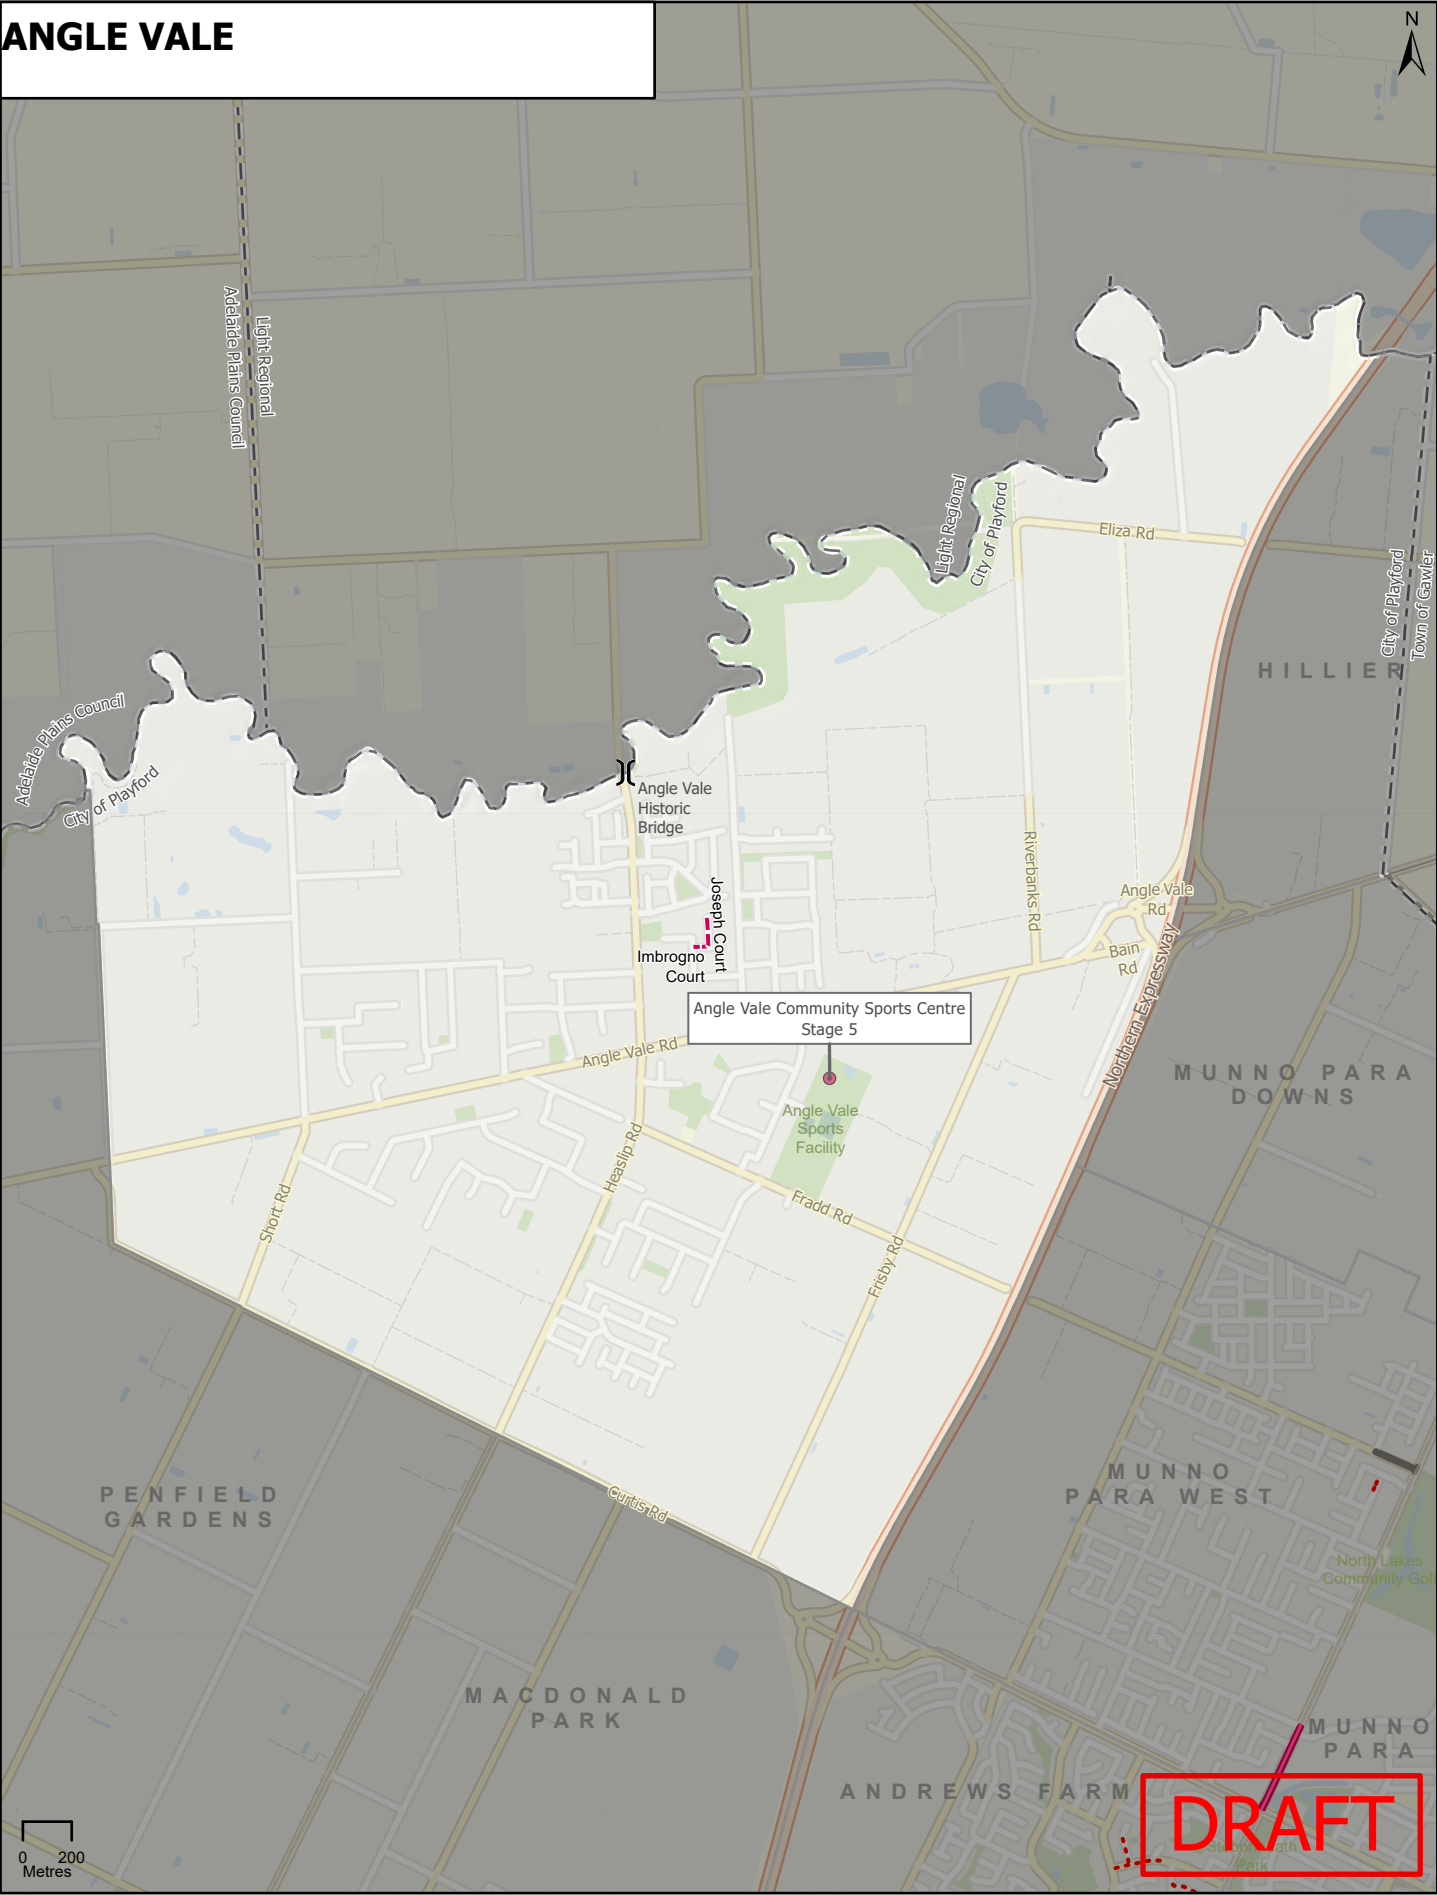 ANGLE VALE
N
Adelaide Plains Council
Light Regional
Light Regional
City of Playford
Eliza Rd
City of Playford
Town of Gawler
HILLIER
Adelaide Plains Council
City of Playford
Angle Vale
Historic
Bridge
Riverbanks Rd
Angle Vale
Rd
Joseph Court
Imbrogno
Court
Bain
Rd
Northern Expressway
Angle Vale Community Sports Centre
Stage 5
Angle Vale Rd
MUNNO PARA
DOWNS
Angle Vale
Sports
Facility
Heaslip Rd
Short Rd
Fradd Rd
Frisby Rd
PENFIELD
GARDENS
Curtis Rd
MUNNO
PARA WEST
North Lakes
Community Gol
MACDONALD
PARK
MUNNO
PARA
ANDREWS FARM
DRAFT
Park
0 200
Metres